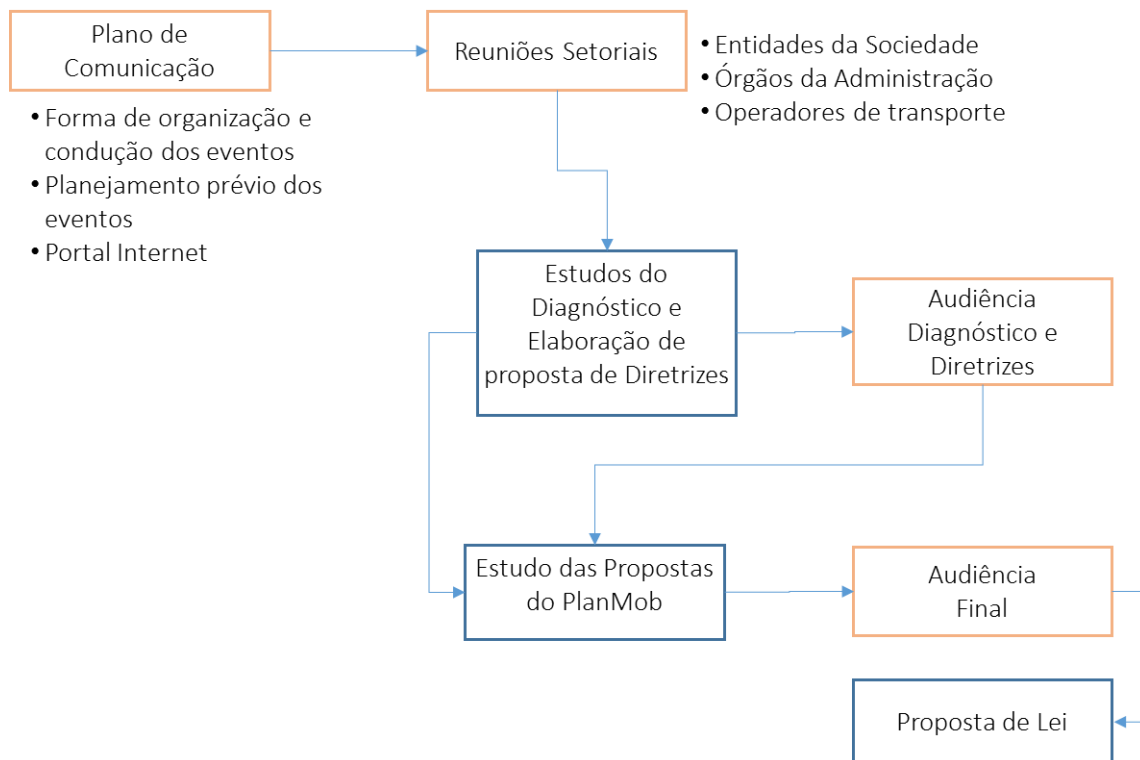 Plano de
Comunicação
Reuniões Setoriais
• Entidades da Sociedade
• Órgãos da Administração
• Operadores de transporte
• Forma de organização e
condução dos eventos
• Planejamento prévio dos
eventos
• Portal Internet
Estudos do
Diagnóstico e
Elaboração de
proposta de Diretrizes
Audiência
Diagnóstico e
Diretrizes
Estudo das Propostas
do PlanMob
Audiência
Final
Proposta de Lei